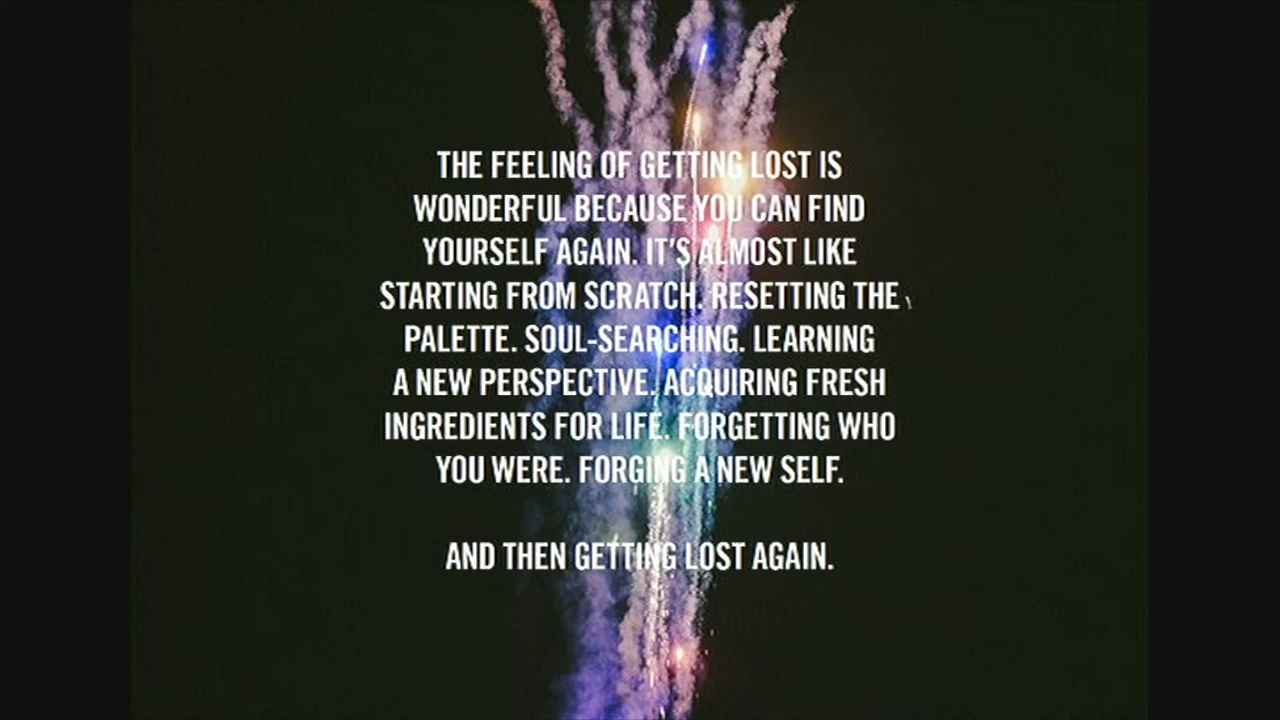 THE FEELING OF GETTING LOST IS
WONDERFUL BECAUSE YOU CAN FIND
YOURSELF AGAIN. IT'S ALMOST LIKE
STARTING FROM SCRATCH. RESETTING THE
PALETTE. SOUL-SEARCHING. LEARNING
A NEW PERSPECTIVE. ACQUIRING FRESH
INGREDIENTS FOR LIFE. FORGETTING WHO
YOU WERE. FORGING A NEW SELF.
AND THEN GETTING LOST AGAIN.